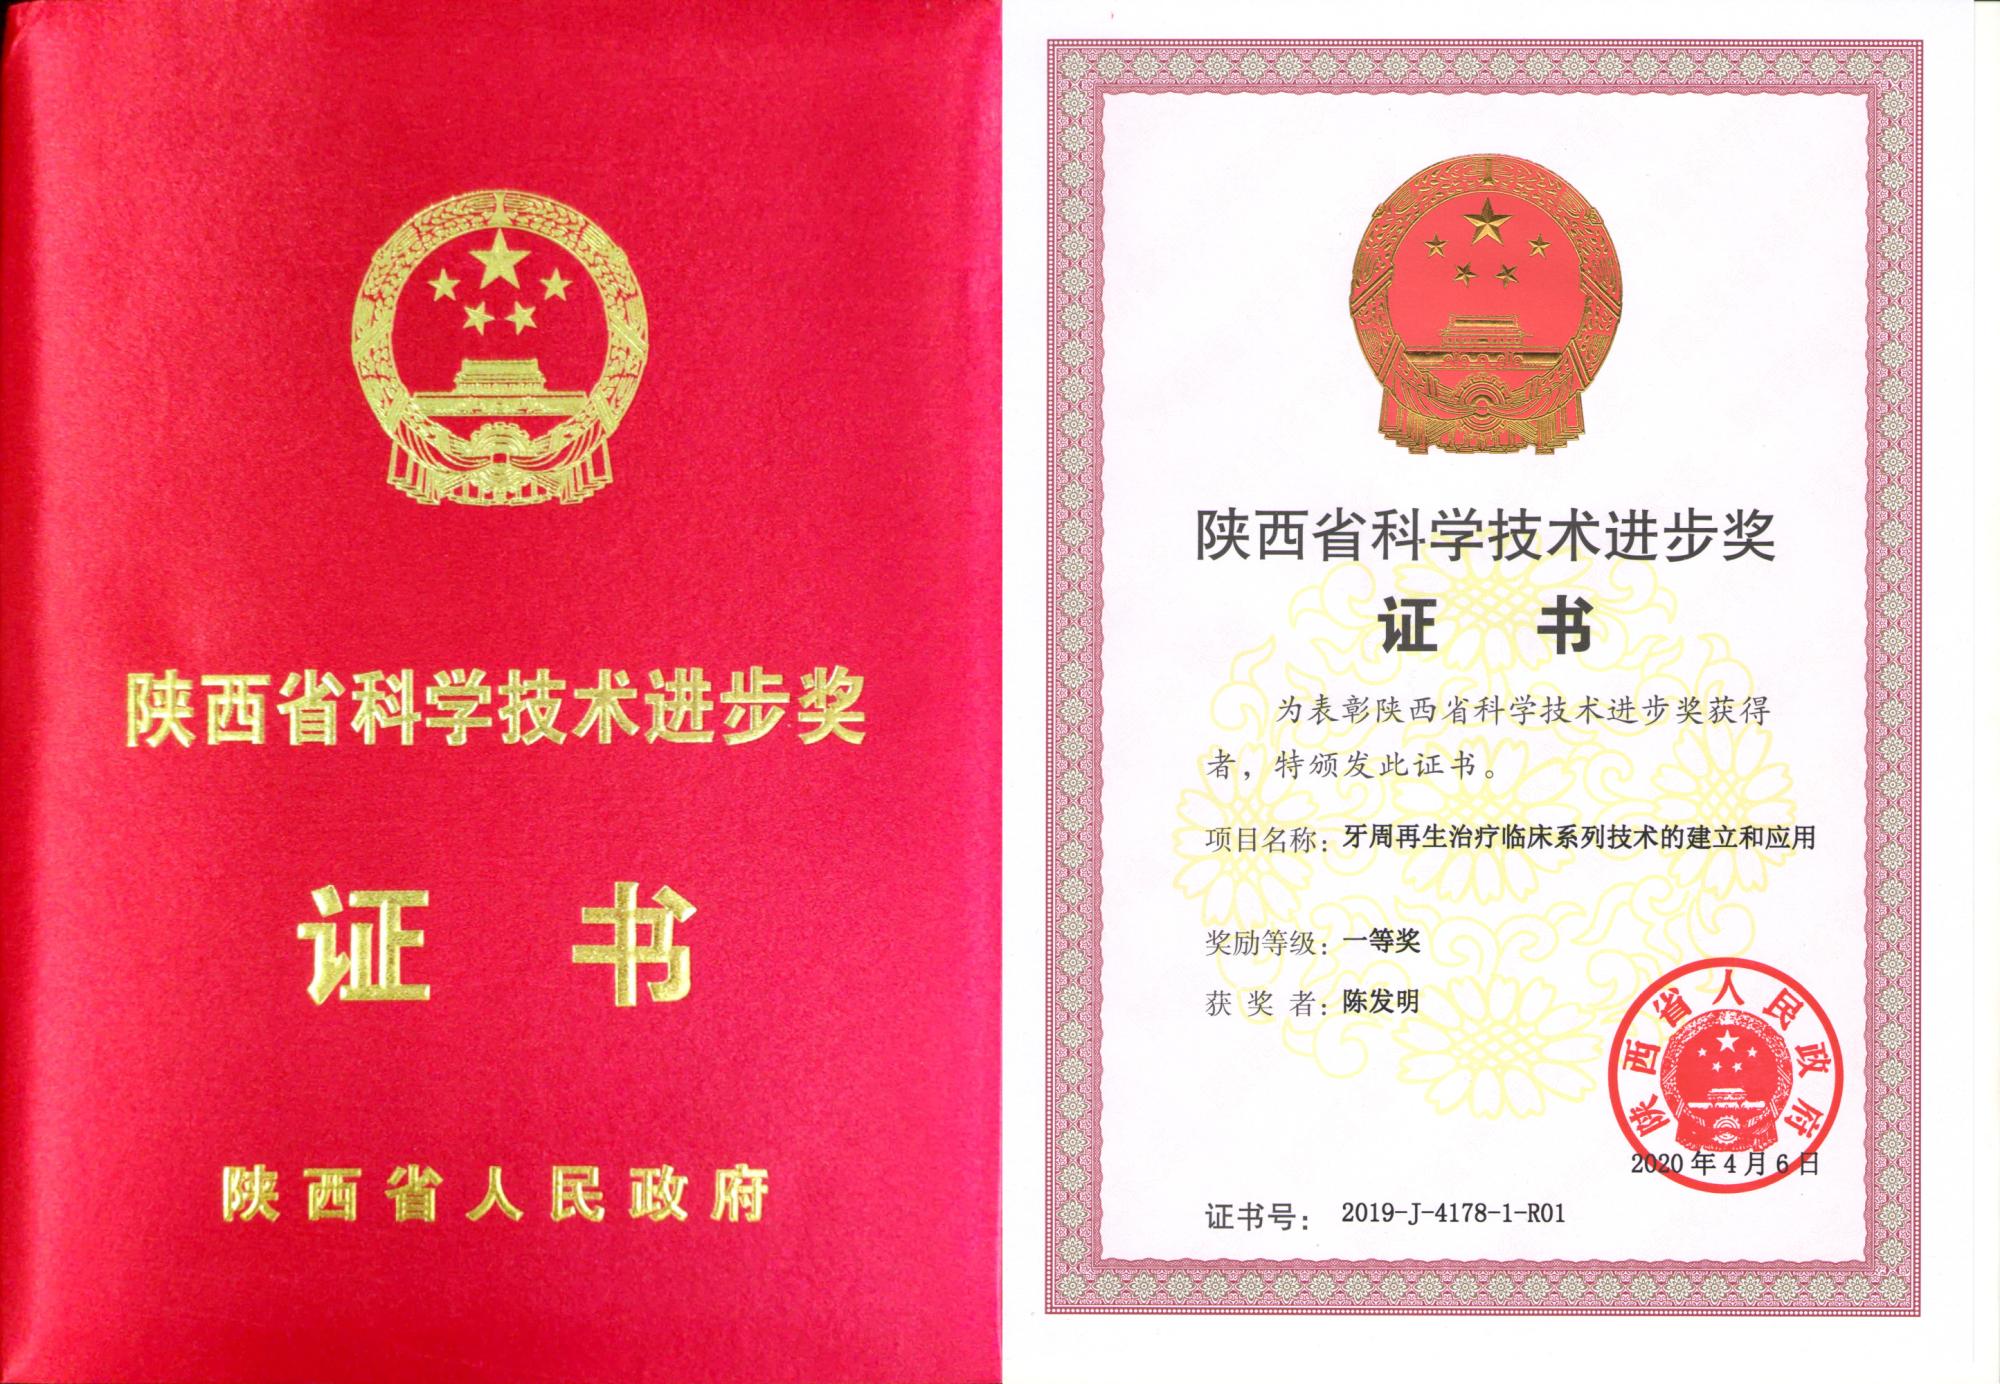 陕西省科学技术进步奖
证 书
陕西省人民政府
陕西省科学技术进步奖
证 书
为表彰陕西省科学技术进步奖获得
者，特颁发此证书。
项目名称：牙周再生治疗临床系列技术的建立和应用
奖励等级：一等奖
获 奖 者：陈发明
陕西省人民政府
2020年4月6日
证书号： 2019-J-4178-1-R01